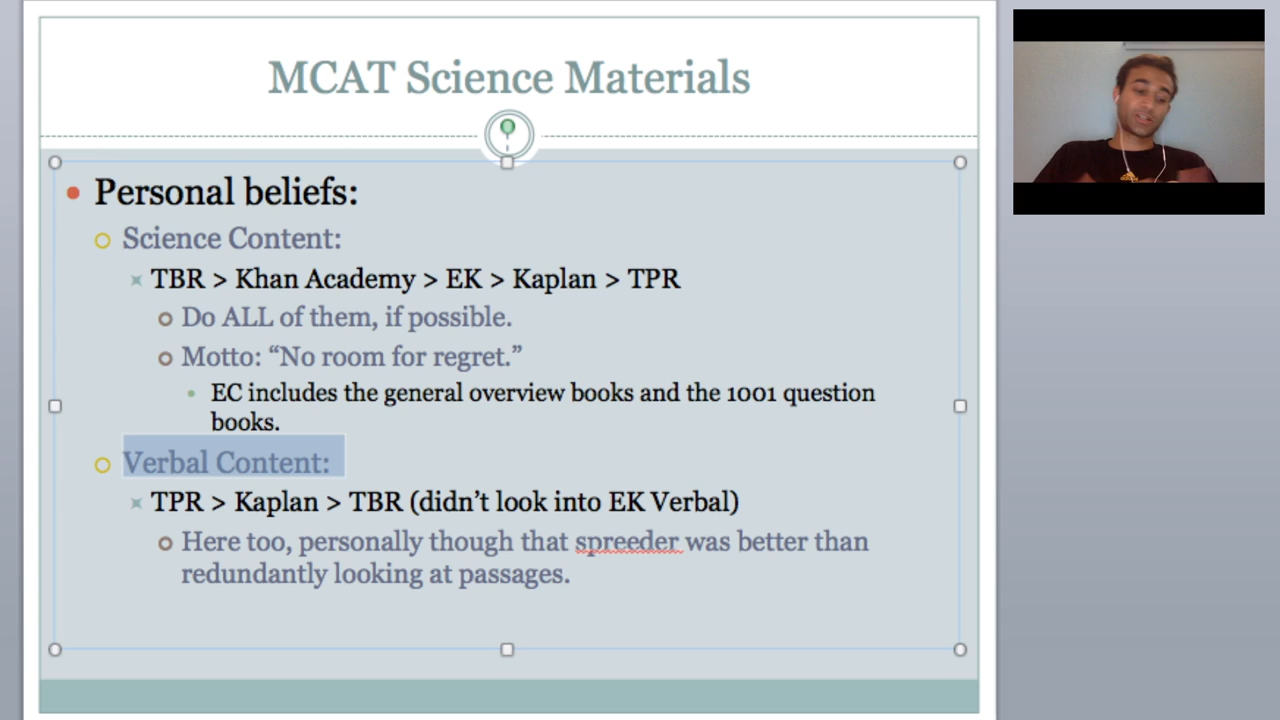 MCAT Science Materials
Personal beliefs:
Science Content:
TBR > Khan Academy > EK > Kaplan > TPR
Do ALL of them, if possible.
Motto: “No room for regret.”
EC includes the general overview books and the 1001 question
books.
Verbal Content:
TPR > Kaplan > TBR (didn’t look into EK Verbal)
Here too, personally though that spreeder was better than
redundantly looking at passages.